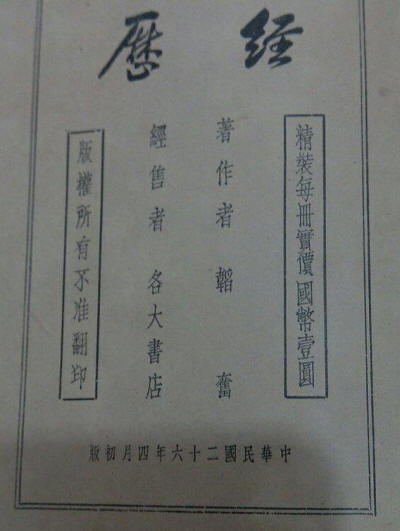 經歷
精裝每冊實價國幣壹圓
著作者 韜奮
經售者 各大書店
版權所有不准翻印
中華民國二十六年四月初版